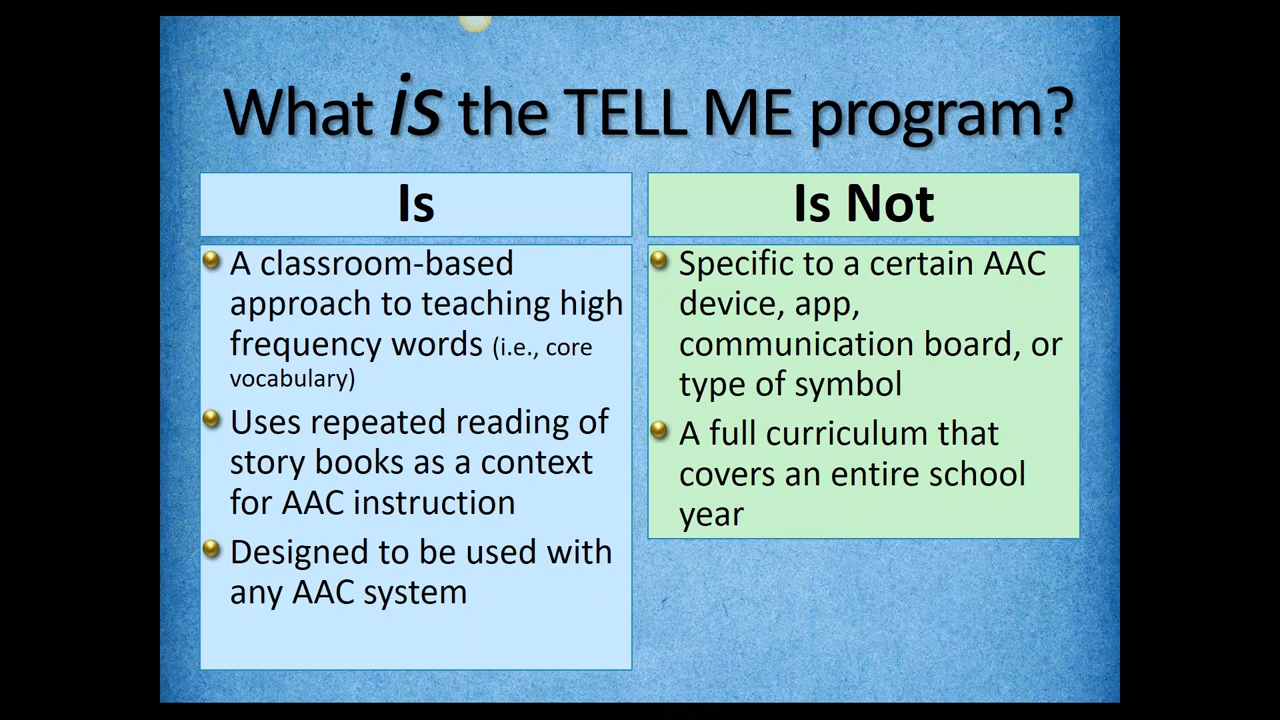 What is the TELL ME program?
Is
A classroom-based
approach to teaching high
frequency words (i.e., core
vocabulary)
Uses repeated reading of
story books as a context
for AAC instruction
Designed to be used with
any AAC system
Is Not
Specific to a certain AAC
device, app,
communication board, or
type of symbol
A full curriculum that
covers an entire school
year